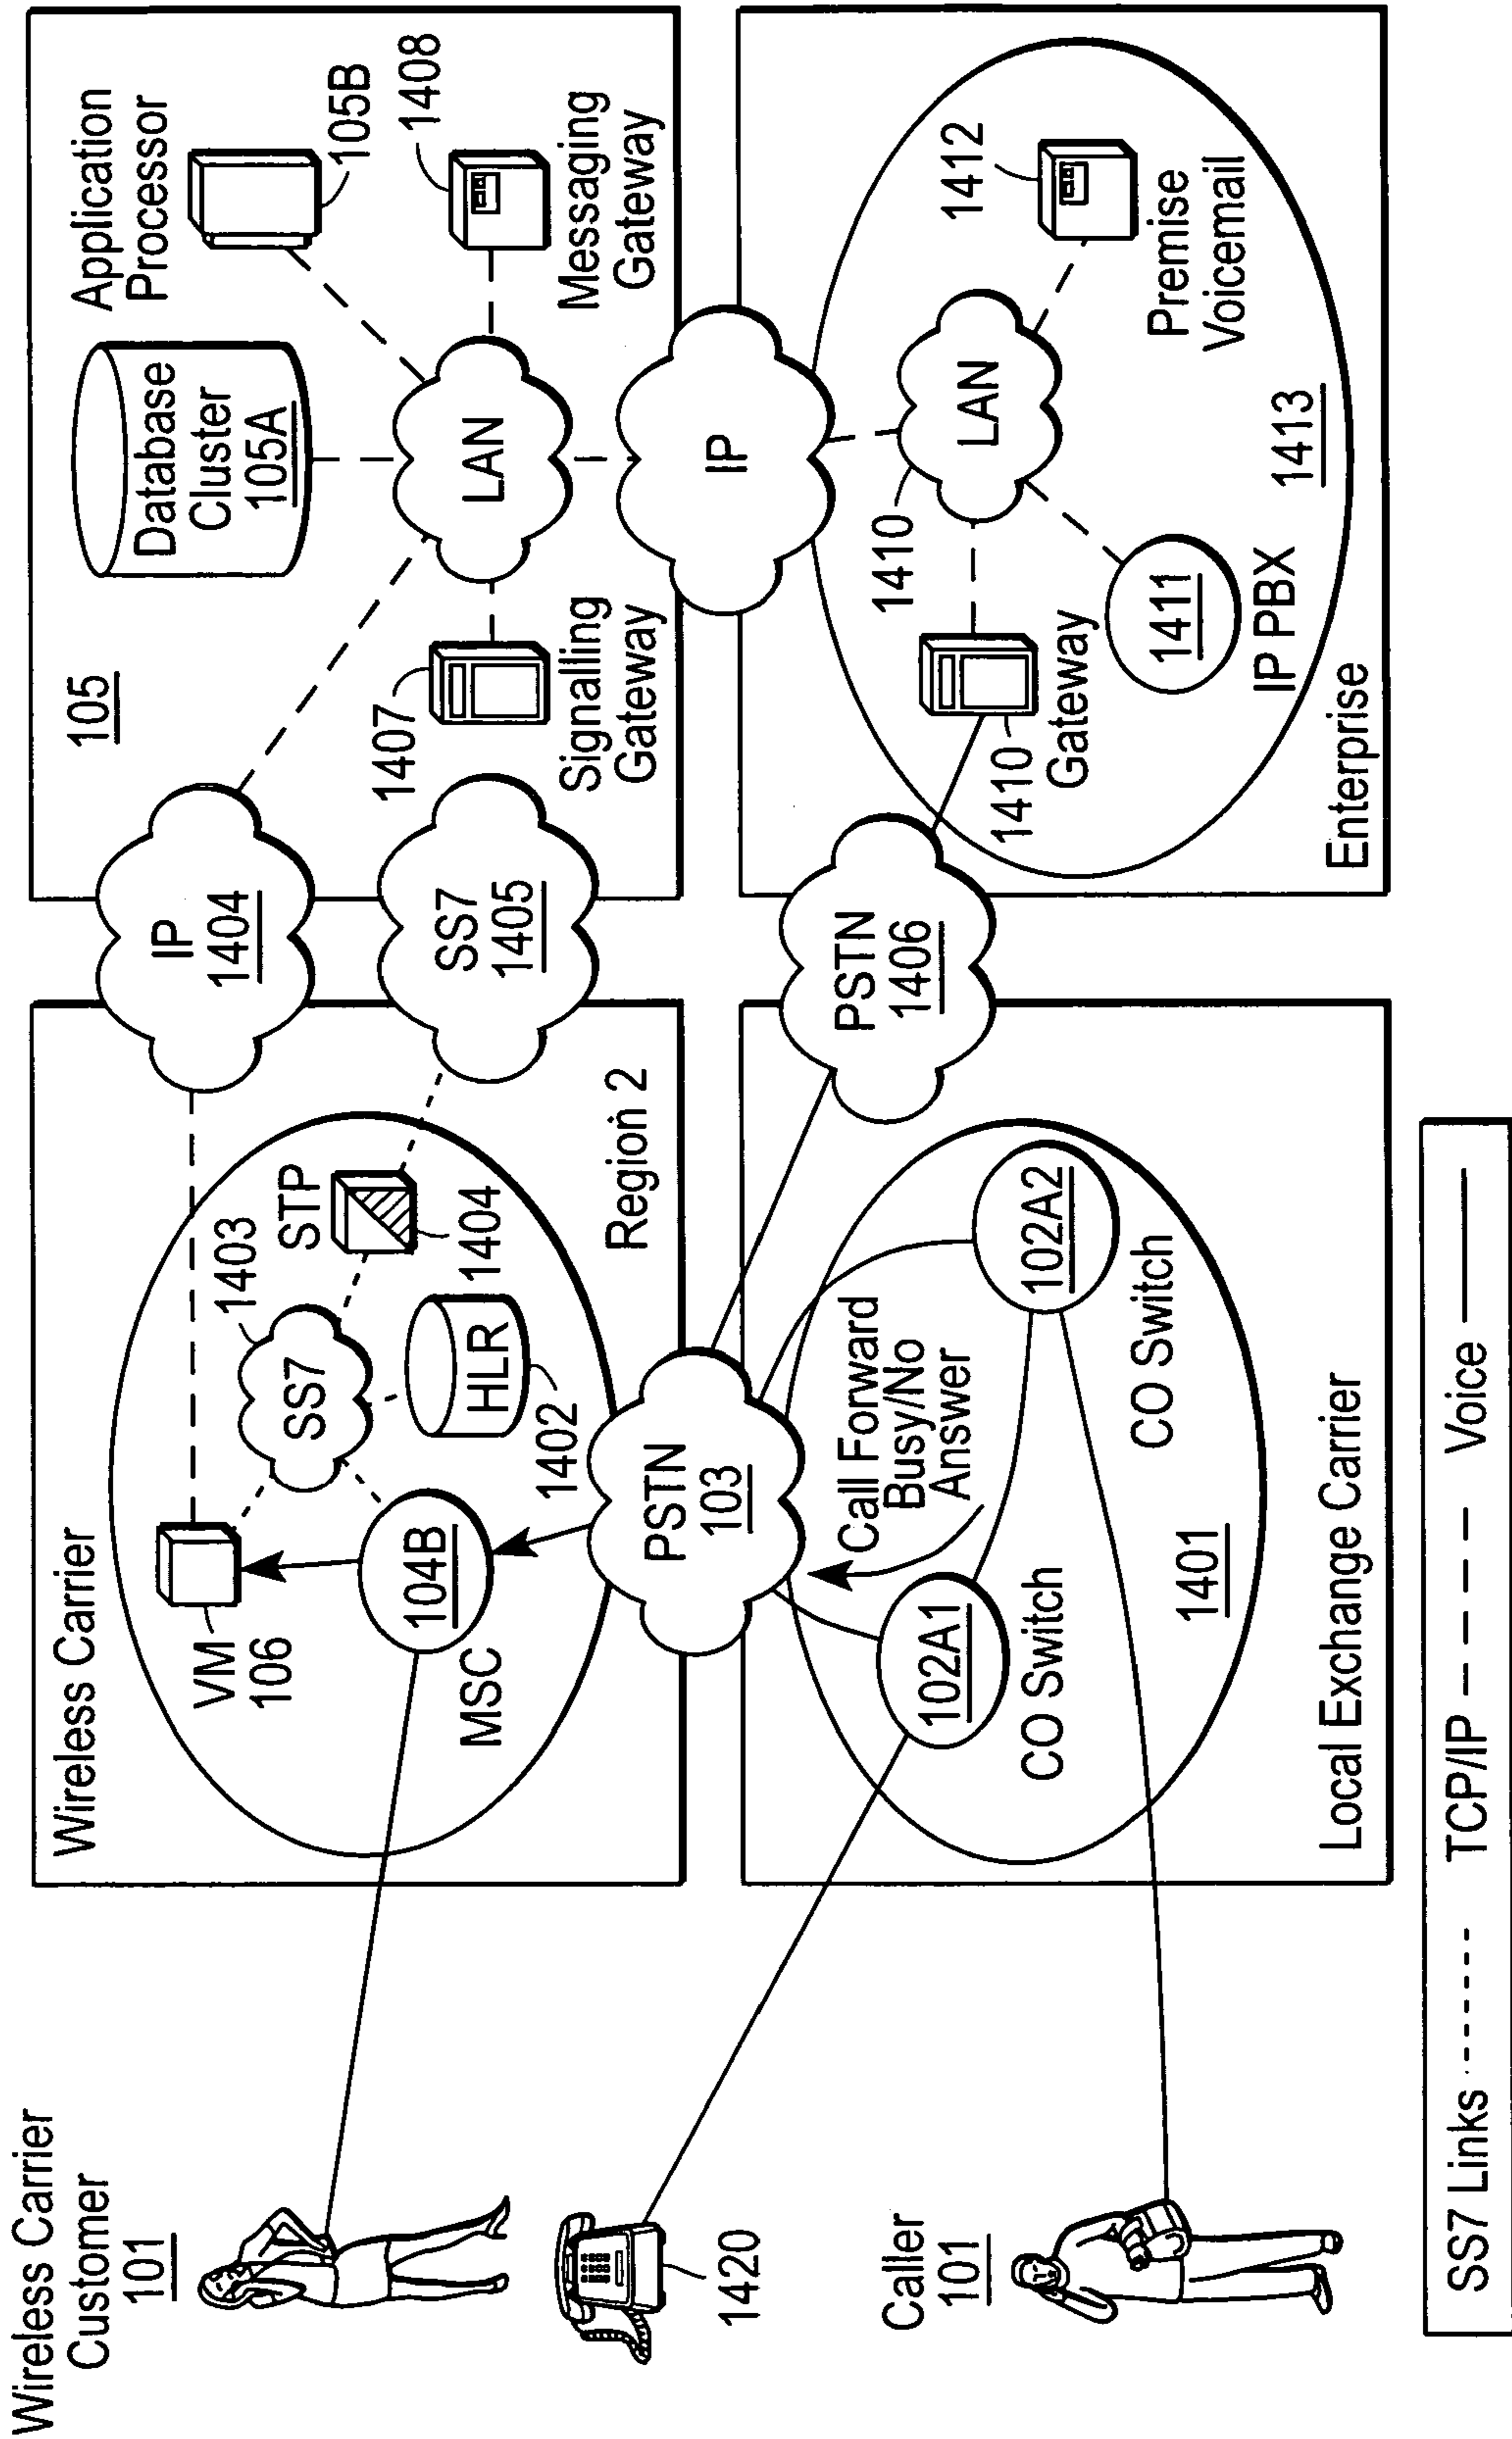 Wireless Carrier
Customer
101
1420
Caller
101
Wireless Carrier
VM
106
1403
STP
SS7
1404
HLR
1402
104B
MSC
Region 2
IP
1404
SS7
1405
105
Database
Cluster
105A
Application
Processor
105B
1408
Messaging
Gateway
LAN
1407
Signalling
Gateway
IP
PSTN
103
PSTN
1406
Call Forward
Busy/No
Answer
102A1
CO Switch
102A2
CO Switch
1401
Local Exchange Carrier
1410
LAN
1412
Premise
Voicemail
1410
Gateway
1411
IP PBX
1413
Enterprise
SS7 Links
TCP/IP
Voice